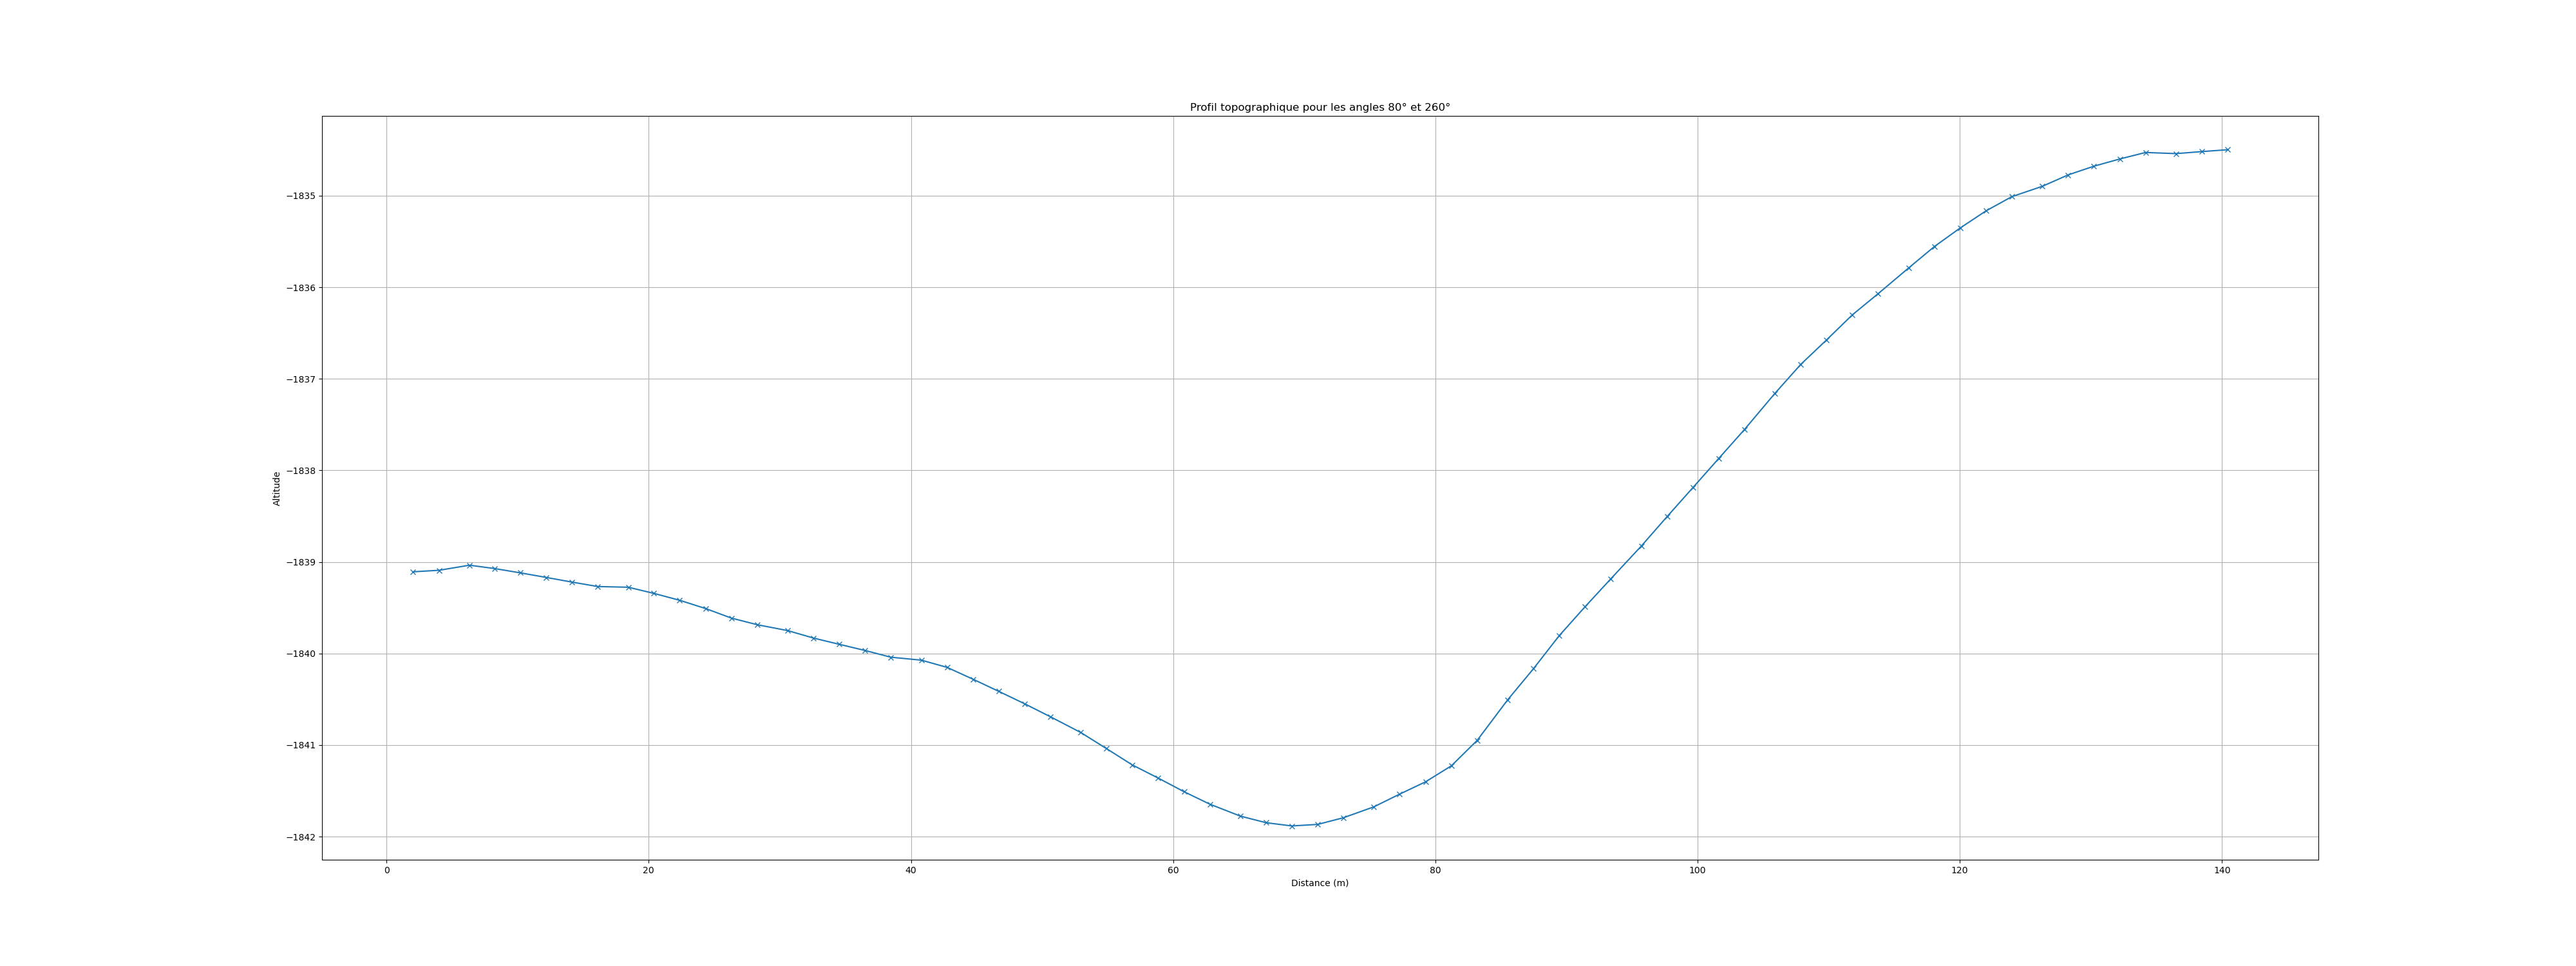 Profil topographique pour les angles 80° et 260°
Altitude
−1835
−1836
−1837
−1838
−1839
−1840
−1841
−1842
0 20 40 60 80 100 120 140
Distance (m)